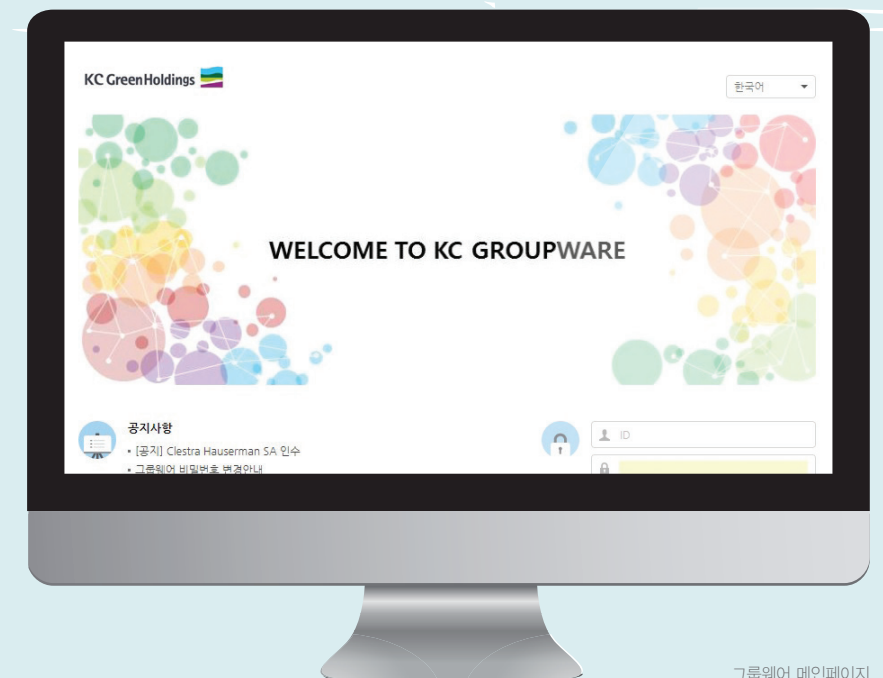 KC GreenHoldings
한국어
WELCOME TO KC GROUPWARE
공지사항
• [공지] Clestra Hauserman SA 인수
• 그룹웨어 비밀번호 변경안내
ID
그룹웨어 메인페이지